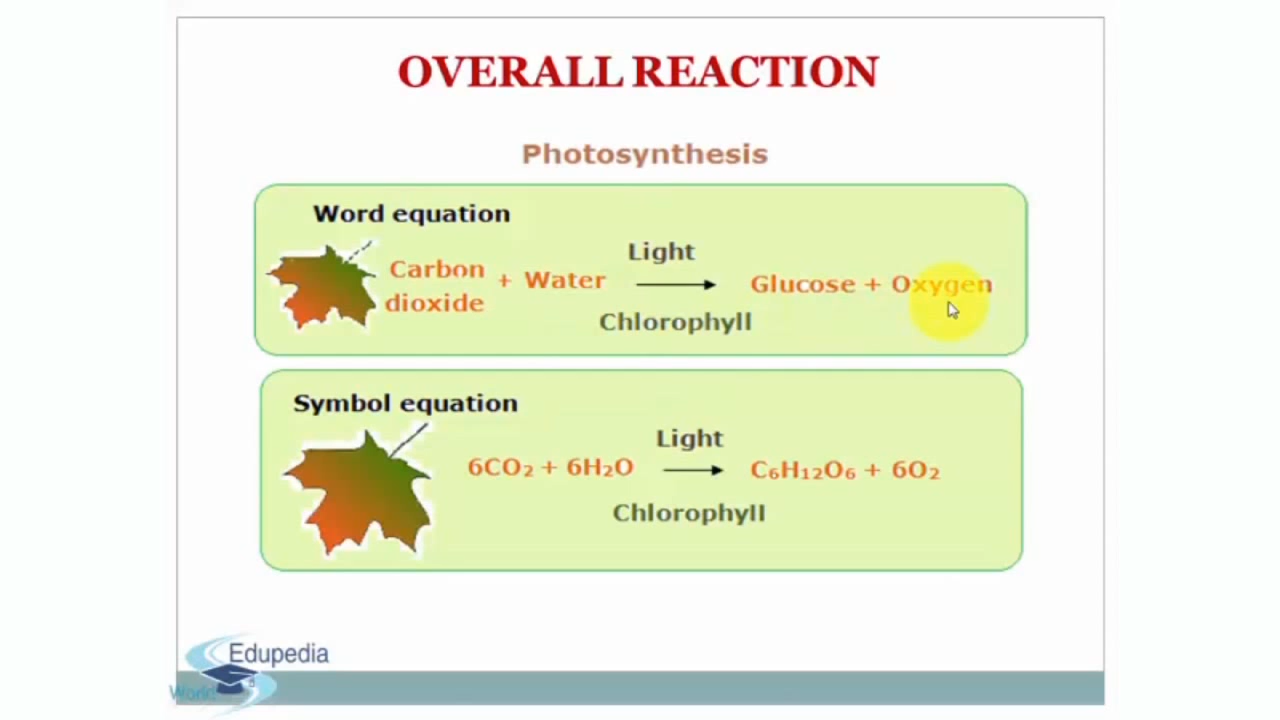 OVERALL REACTION
Photosynthesis
Word equation
Light
Carbon dioxide + Water → Glucose + Oxygen
Chlorophyll
Symbol equation
Light
6CO₂ + 6H₂O → C₆H₁₂O₆ + 6O₂
Chlorophyll
Edupedia
World